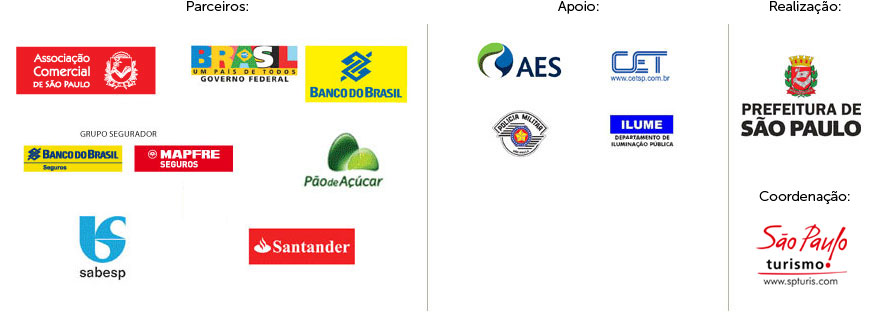 Parceiros:
Associação
Comercial
DE SÃO PAULO
BRASIL
UM PAÍS DE TODOS
GOVERNO FEDERAL
BANCO DO BRASIL
GRUPO SEGURADOR
BANCO DO BRASIL
Seguros
MAPFRE
SEGUROS
Pão de Açúcar
sabesp
Santander
Apoio:
AES
CET
www.cetsp.com.br
POLÍCIA MILITAR
ILUME
DEPARTAMENTO DE
ILUMINAÇÃO PÚBLICA
Realização:
PREFEITURA DE
SÃO PAULO
Coordenação:
São Paulo
turismo
www.spturis.com